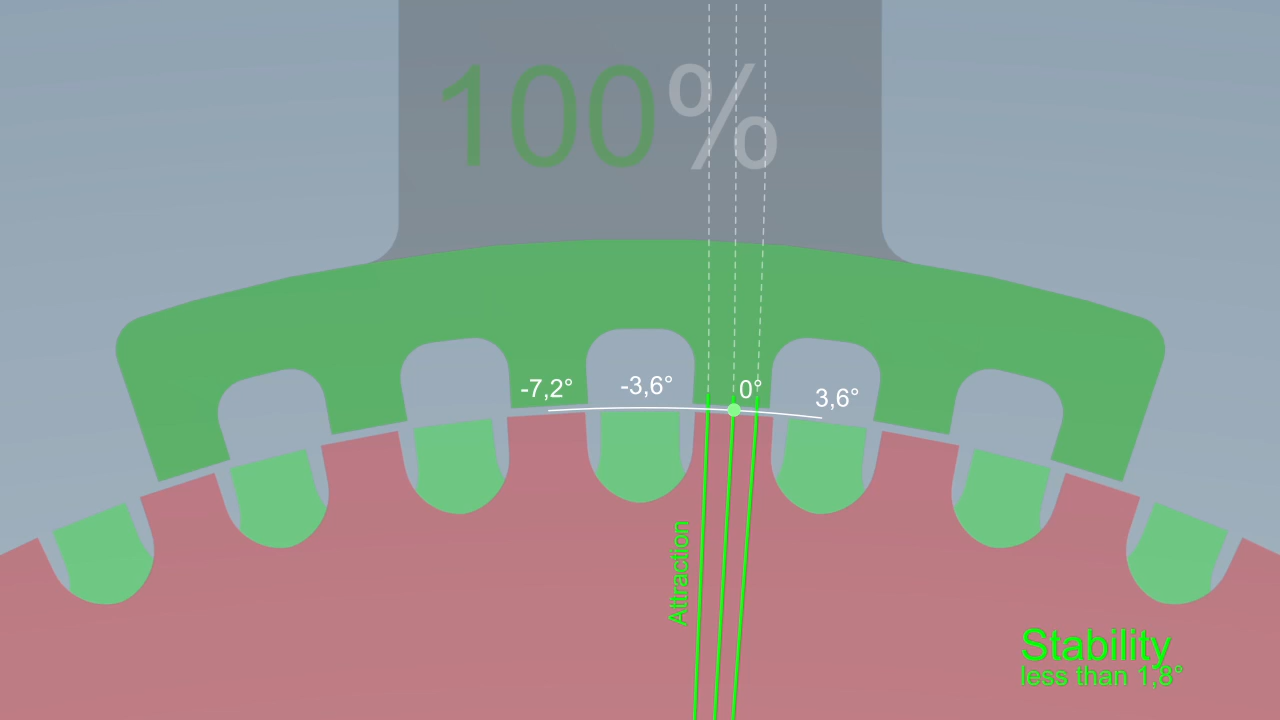 100%
-7,2° -3,6° 0° 3,6°
Attraction
Stability
less than 1,8°